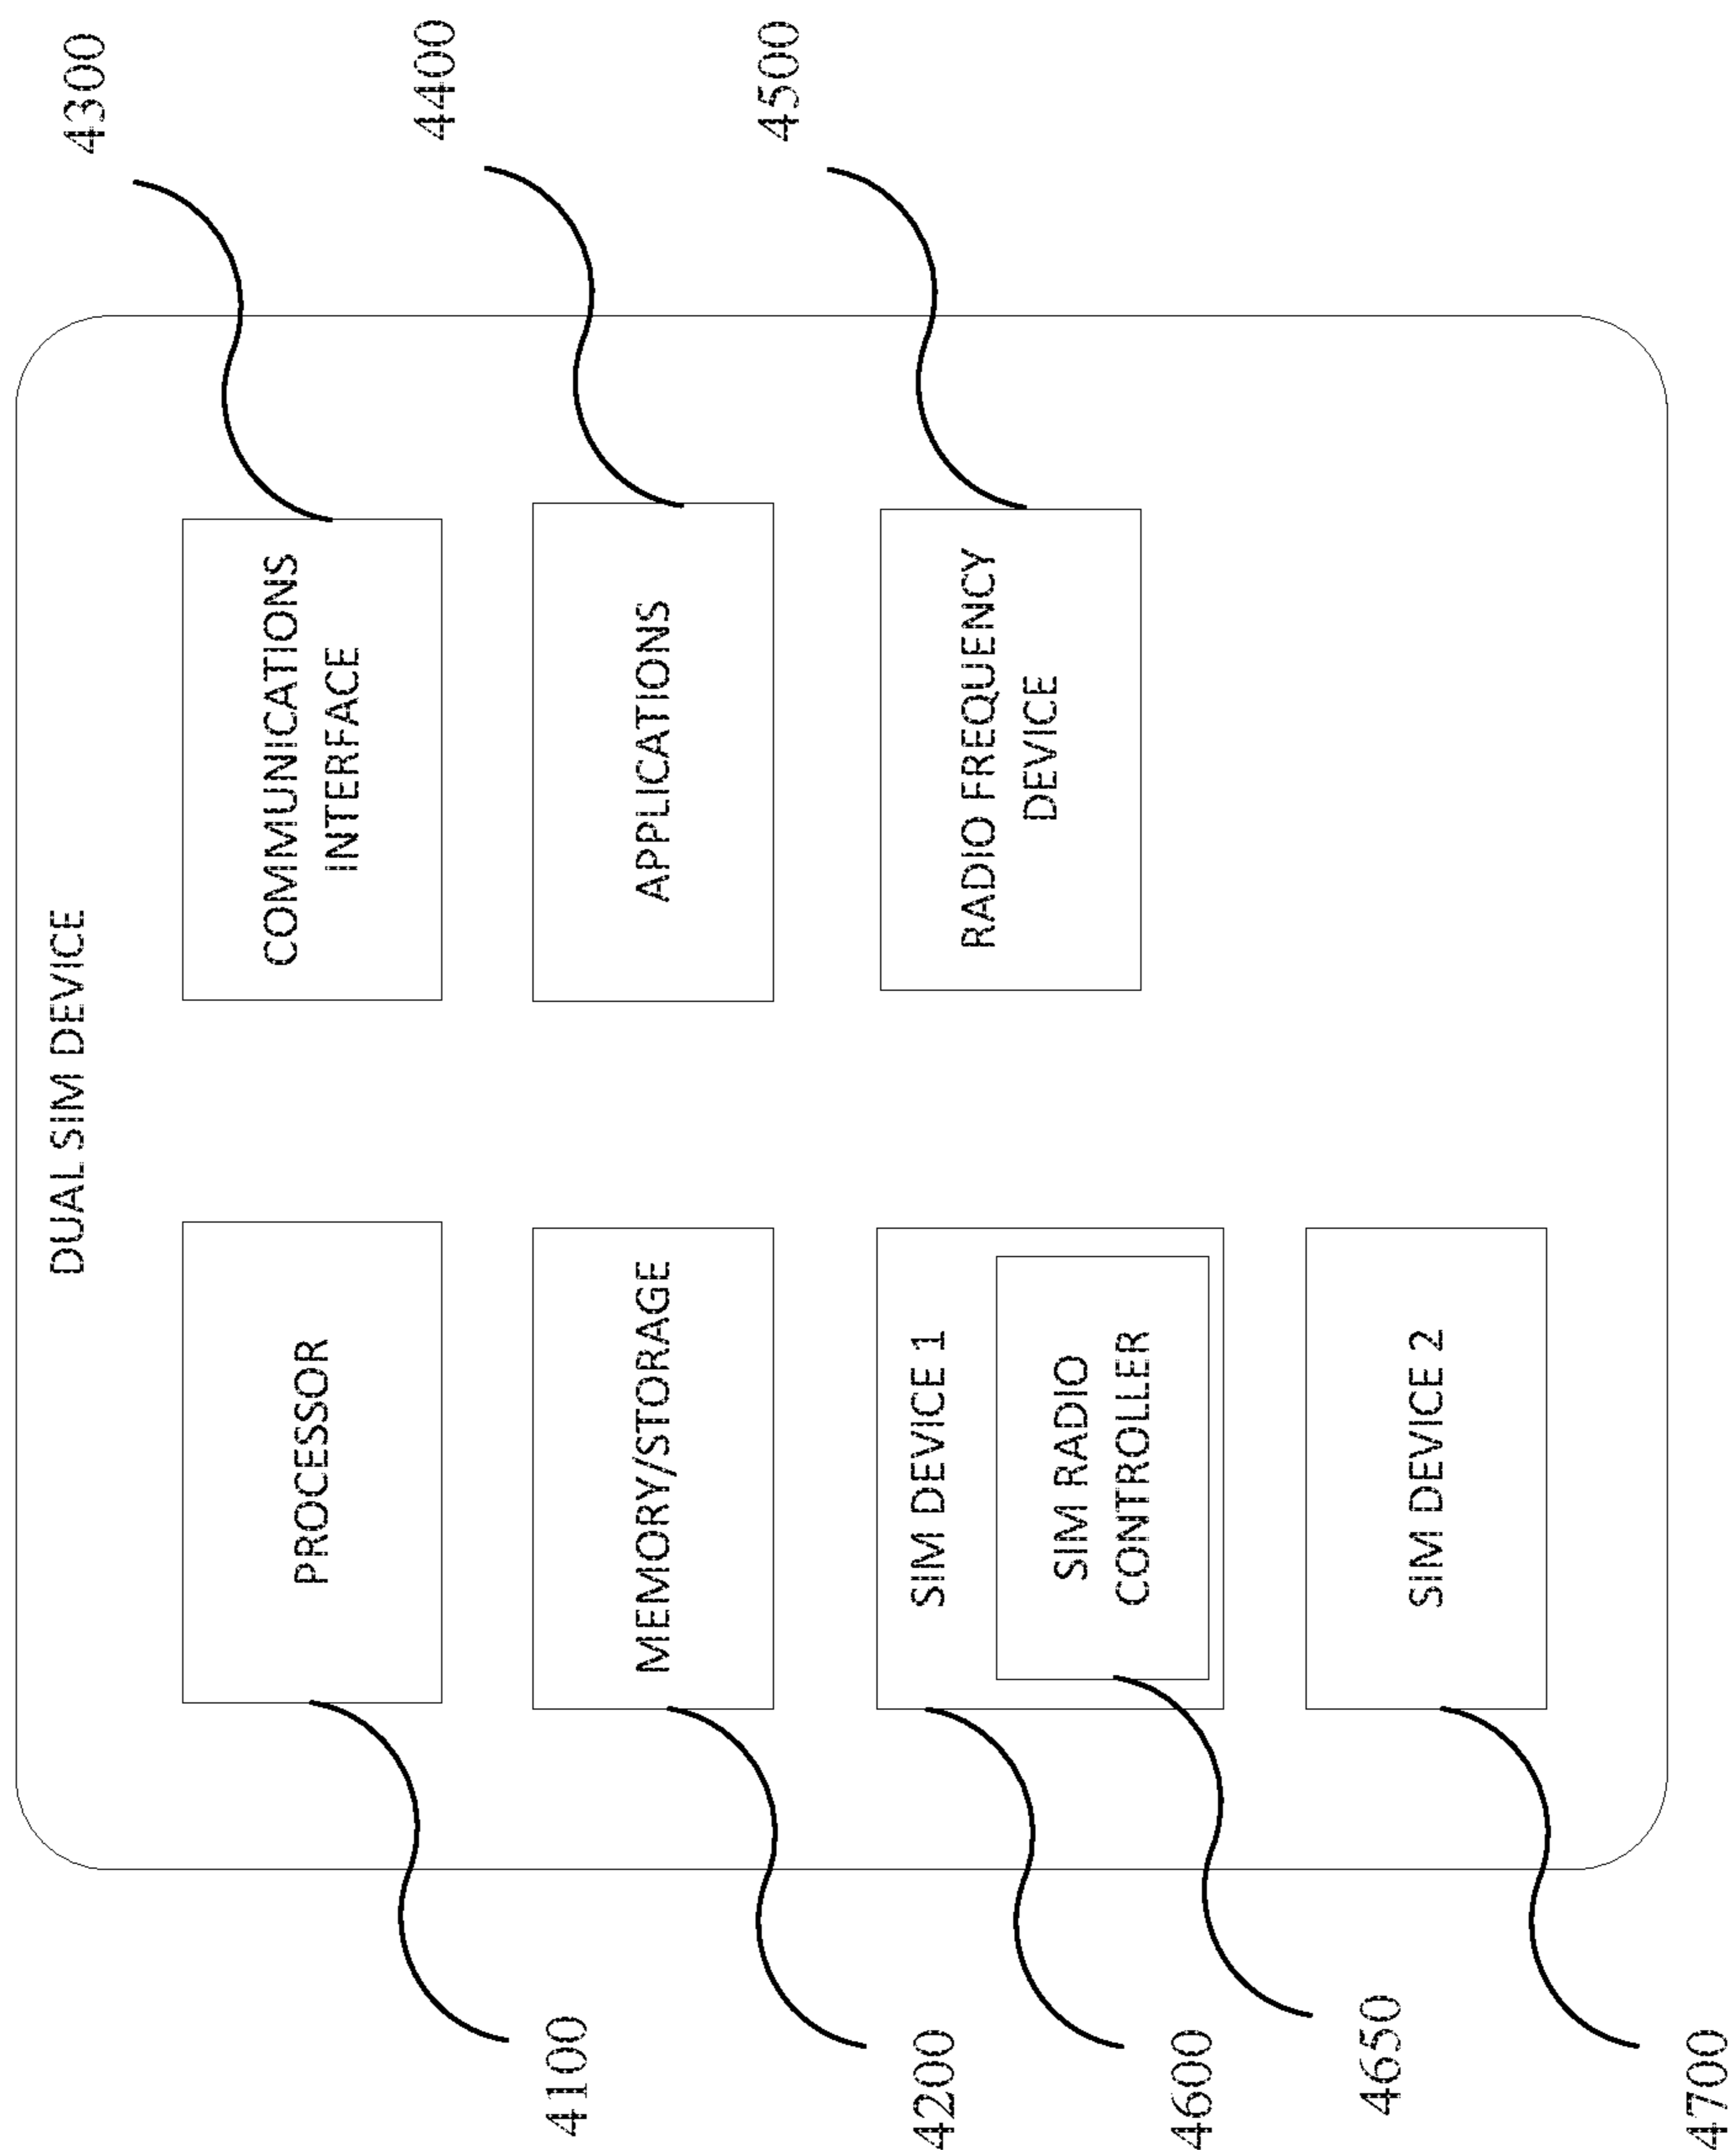 DUAL SIM DEVICE
PROCESSOR
COMMUNICATIONS
INTERFACE
4300
4100
MEMORY/STORAGE
APPLICATIONS
4400
4200
SIM DEVICE 1
SIM RADIO
CONTROLLER
RADIO FREQUENCY
DEVICE
4500
4600
4650
SIM DEVICE 2
4700